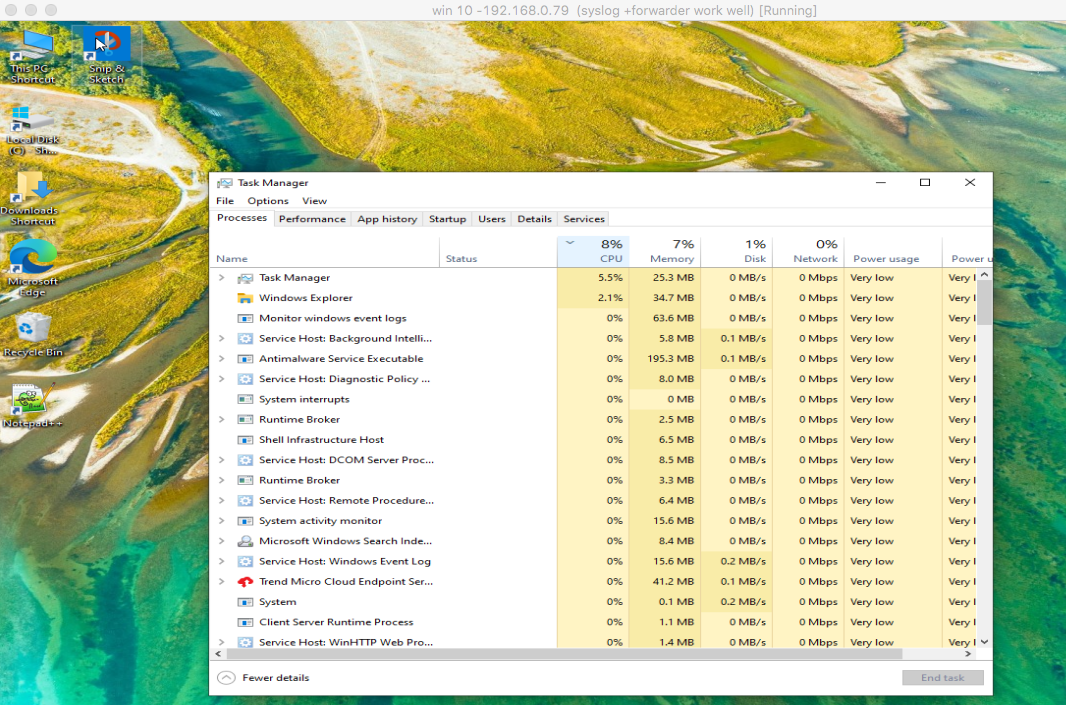 win 10 -192.168.0.79 (syslog +forwarder work well) [Running]
This PC
Shortcut
Snip &
Sketch
Local Disk
(C) - Sh...
Downloads
Shortcut
Microsoft
Edge
Recycle Bin
Notepad++
Task Manager
File Options View
Processes Performance App history Startup Users Details Services
8% 7% 1% 0%
Name Status CPU Memory Disk Network Power usage Power u
Task Manager 5.5% 25.3 MB 0 MB/s 0 Mbps Very low Very l
Windows Explorer 2.1% 34.7 MB 0 MB/s 0 Mbps Very low Very l
Monitor windows event logs 0% 63.6 MB 0 MB/s 0 Mbps Very low Very l
Service Host: Background Intelli... 0% 5.8 MB 0.1 MB/s 0 Mbps Very low Very l
Antimalware Service Executable 0% 195.3 MB 0.1 MB/s 0 Mbps Very low Very l
Service Host: Diagnostic Policy ... 0% 8.0 MB 0 MB/s 0 Mbps Very low Very l
System interrupts 0% 0 MB 0 MB/s 0 Mbps Very low Very l
Runtime Broker 0% 2.5 MB 0 MB/s 0 Mbps Very low Very l
Shell Infrastructure Host 0% 6.5 MB 0 MB/s 0 Mbps Very low Very l
Service Host: DCOM Server Proc... 0% 8.5 MB 0 MB/s 0 Mbps Very low Very l
Runtime Broker 0% 3.3 MB 0 MB/s 0 Mbps Very low Very l
Service Host: Remote Procedure... 0% 6.4 MB 0 MB/s 0 Mbps Very low Very l
System activity monitor 0% 15.6 MB 0 MB/s 0 Mbps Very low Very l
Microsoft Windows Search Inde... 0% 8.4 MB 0 MB/s 0 Mbps Very low Very l
Service Host: Windows Event Log 0% 15.6 MB 0.2 MB/s 0 Mbps Very low Very l
Trend Micro Cloud Endpoint Ser... 0% 41.2 MB 0.1 MB/s 0 Mbps Very low Very l
System 0% 0.1 MB 0.2 MB/s 0 Mbps Very low Very l
Client Server Runtime Process 0% 1.1 MB 0 MB/s 0 Mbps Very low Very l
Service Host: WinHTTP Web Pro... 0% 1.4 MB 0 MB/s 0 Mbps Very low Very l
Fewer details End task